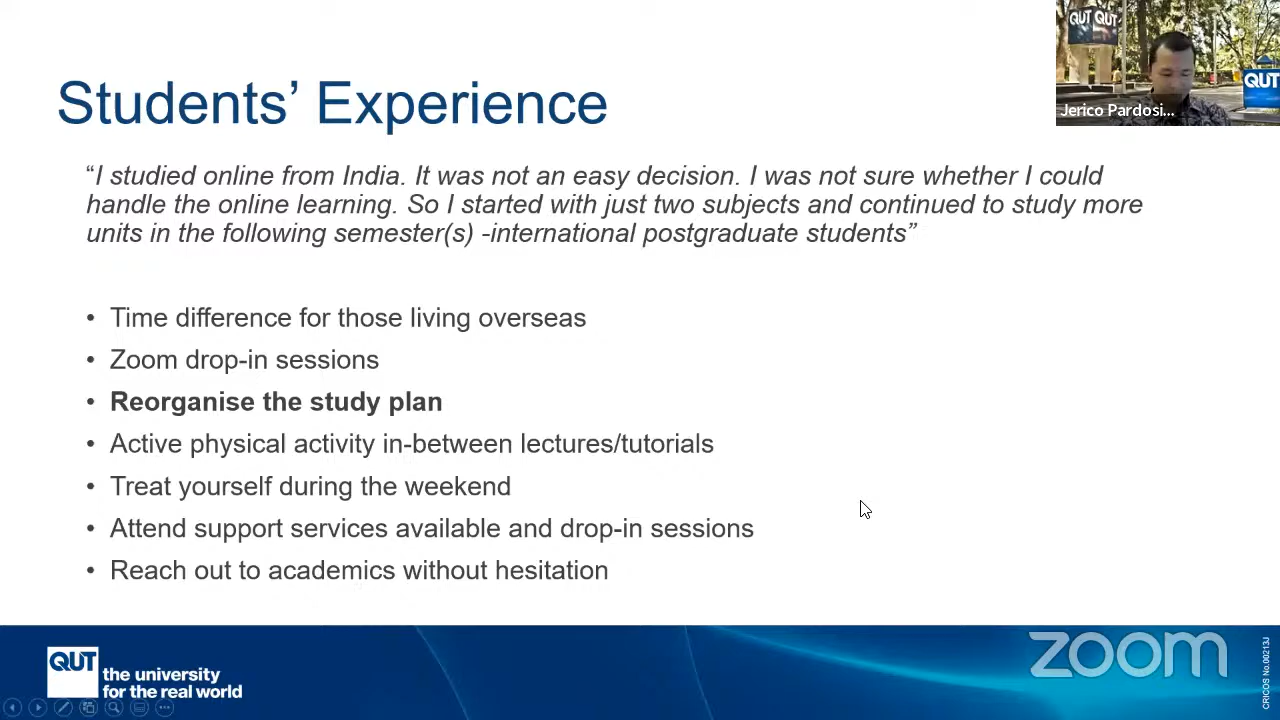 QUT QUT
QUT
Jerico Pardosi...
Students' Experience
“I studied online from India. It was not an easy decision. I was not sure whether I could
handle the online learning. So I started with just two subjects and continued to study more
units in the following semester(s) -international postgraduate students”
• Time difference for those living overseas
• Zoom drop-in sessions
• Reorganise the study plan
• Active physical activity in-between lectures/tutorials
• Treat yourself during the weekend
• Attend support services available and drop-in sessions
• Reach out to academics without hesitation
QUT
the university
for the real world
zoom
CRICOS No.00213J